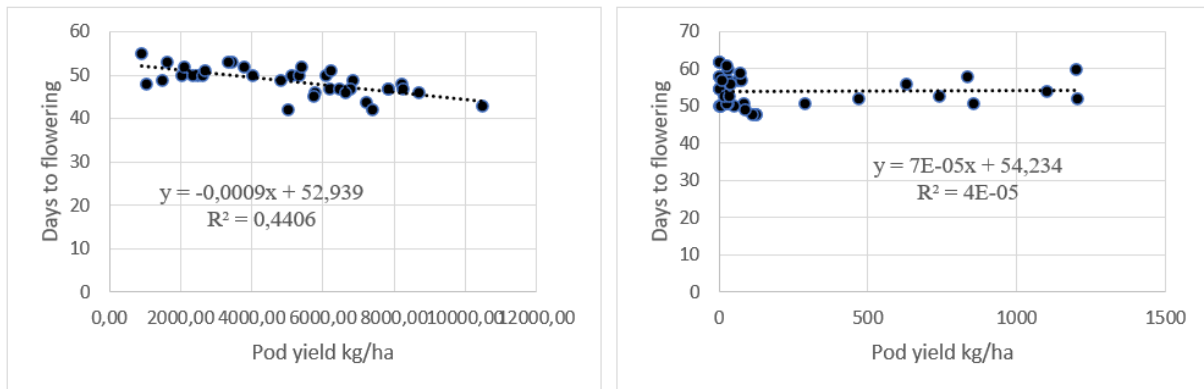 60
50
40
30
20
10
0
Days to flowering
y = -0,0009x + 52,939
R² = 0,4406
0,00 2000,00 4000,00 6000,00 8000,00 10000,00 12000,00
Pod yield kg/ha
70
60
50
40
30
20
10
0
Days to flowering
y = 7E-05x + 54,234
R² = 4E-05
0 500 1000 1500
Pod yield kg/ha